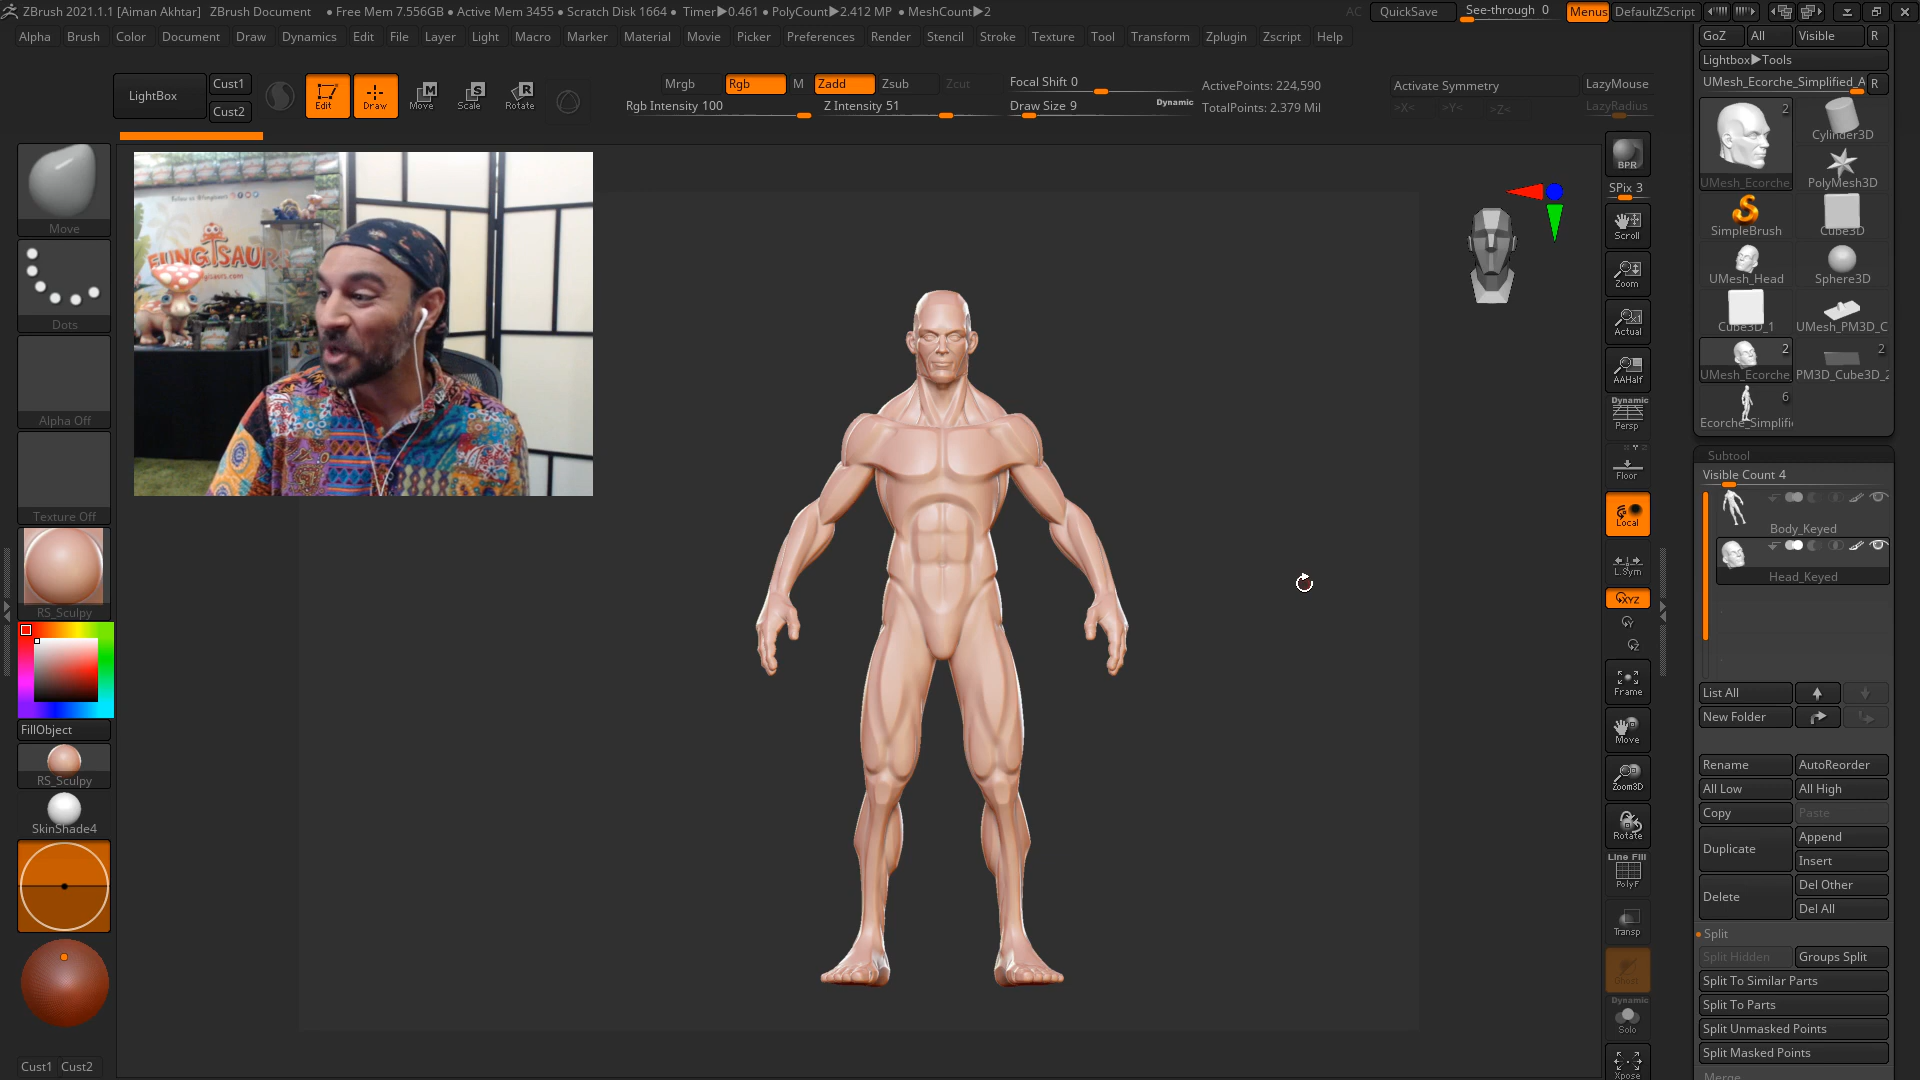 ZBrush 2021.1.1 [Aiman Akhtar] ZBrush Document • Free Mem 7.556GB • Active Mem 3455 • Scratch Disk 1664 • Timer▶0.461 • PolyCount▶2.412 MP • MeshCount▶2 AC QuickSave See-through 0 Menus DefaultZScript
Alpha Brush Color Document Draw Dynamics Edit File Layer Light Macro Marker Material Movie Picker Preferences Render Stencil Stroke Texture Tool Transform Zplugin Zscript Help
GoZ All Visible R
Lightbox▶Tools
UMesh_Ecorche_Simplified_A R
LightBox
Cust1
Cust2
Edit
Draw
Move
Scale
Rotate
Mrgb Rgb M Zadd Zsub Zcut
Rgb Intensity 100 Z Intensity 51
Focal Shift 0
Draw Size 9 Dynamic
ActivePoints: 224,590
TotalPoints: 2.379 Mil
Activate Symmetry
>X< >Y< >Z<
LazyMouse
LazyRadius
Move
Dots
Alpha Off
Texture Off
RS_Sculpy
FillObject
RS_Sculpy
SkinShade4
Cust1 Cust2
FUNGISAURS
BPR
SPix 3
Scroll
Zoom
Actual
AAHalf
Dynamic
Persp
Floor
Local
L.Sym
XYZ
Frame
Move
Zoom3D
Rotate
Line Fill
PolyF
Transp
Ghost
Dynamic
Solo
Xpose
2
UMesh_Ecorche
Cylinder3D
PolyMesh3D
SimpleBrush
Cube3D
UMesh_Head
Sphere3D
Cube3D_1
UMesh_PM3D_C
2
UMesh_Ecorche
2
PM3D_Cube3D_2
6
Ecorche_Simplifi
Subtool
Visible Count 4
Body_Keyed
Head_Keyed
List All
New Folder
Rename AutoReorder
All Low All High
Copy Paste
Duplicate Append
Insert
Delete Del Other
Del All
Split
Split Hidden Groups Split
Split To Similar Parts
Split To Parts
Split Unmasked Points
Split Masked Points
Merge